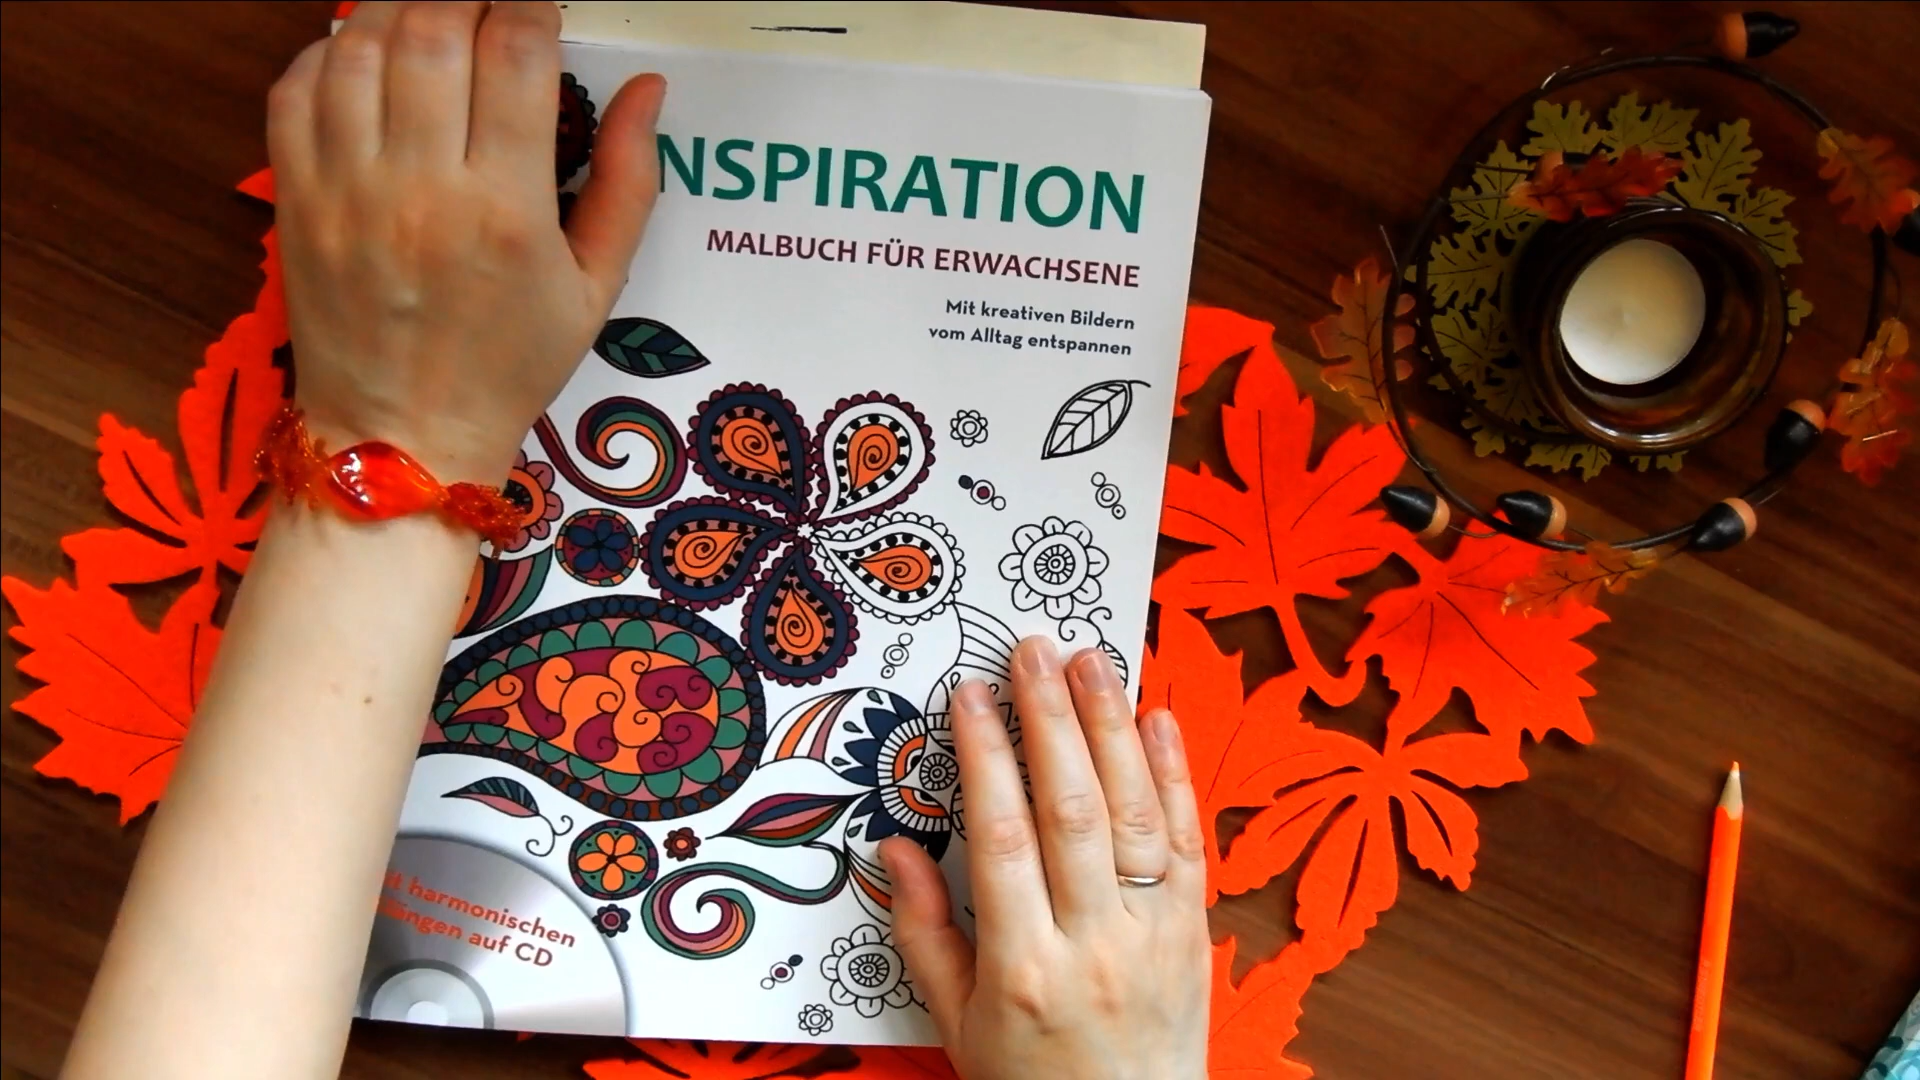 NSPIRATION
MALBUCH FÜR ERWACHSENE
Mit kreativen Bildern
vom Alltag entspannen
harmonischen
auf CD